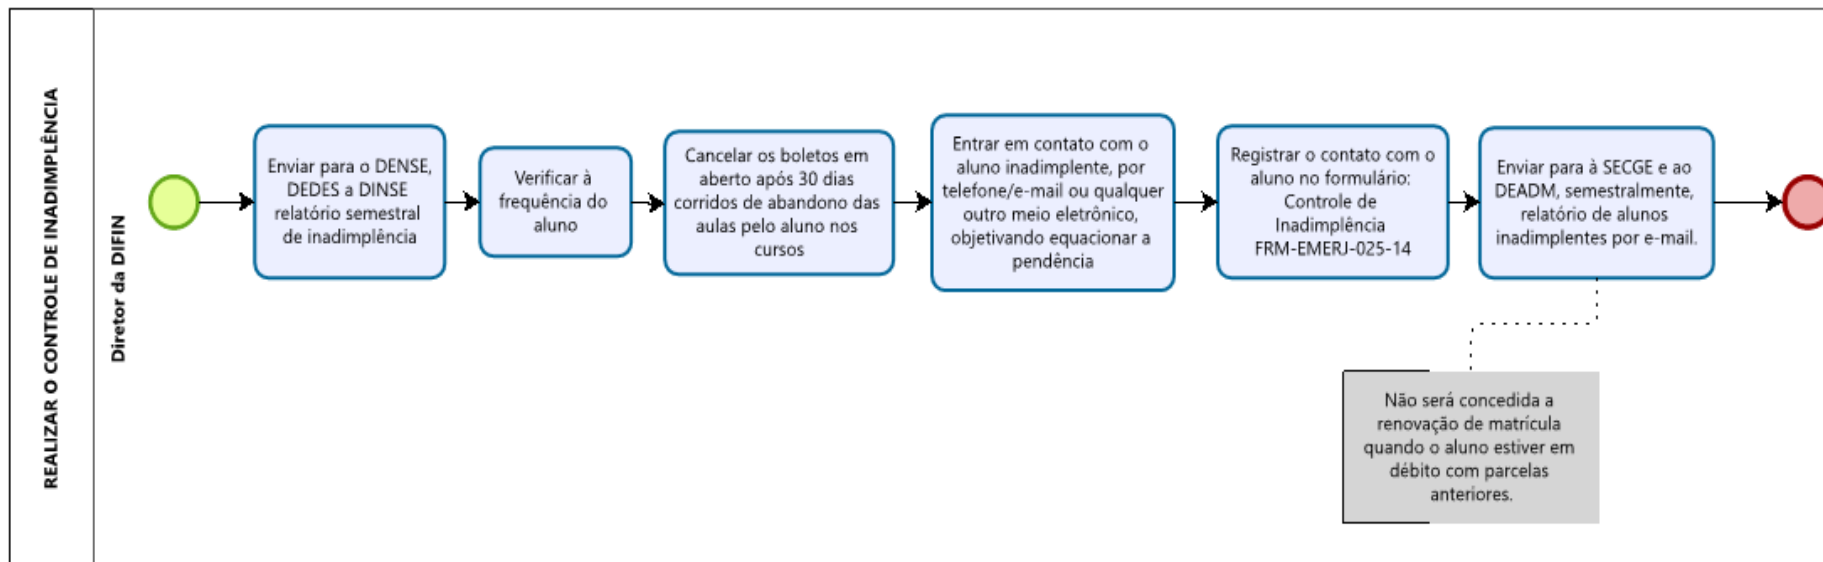 REALIZAR O CONTROLE DE INADIMPLÊNCIA
Diretor da DIFIN
Enviar para o DENSE,
DEDES a DINSE
relatório semestral
de inadimplência
Verificar à
frequência do
aluno
Cancelar os boletos em
aberto após 30 dias
corridos de abandono das
aulas pelo aluno nos
cursos
Entrar em contato com o
aluno inadimplente, por
telefone/e-mail ou qualquer
outro meio eletrônico,
objetivando equacionar a
pendência
Registrar o contato com o
aluno no formulário:
Controle de
Inadimplência
FRM-EMERJ-025-14
Enviar para à SECGE e ao
DEADM, semestralmente,
relatório de alunos
inadimplentes por e-mail.
Não será concedida a
renovação de matrícula
quando o aluno estiver em
débito com parcelas
anteriores.